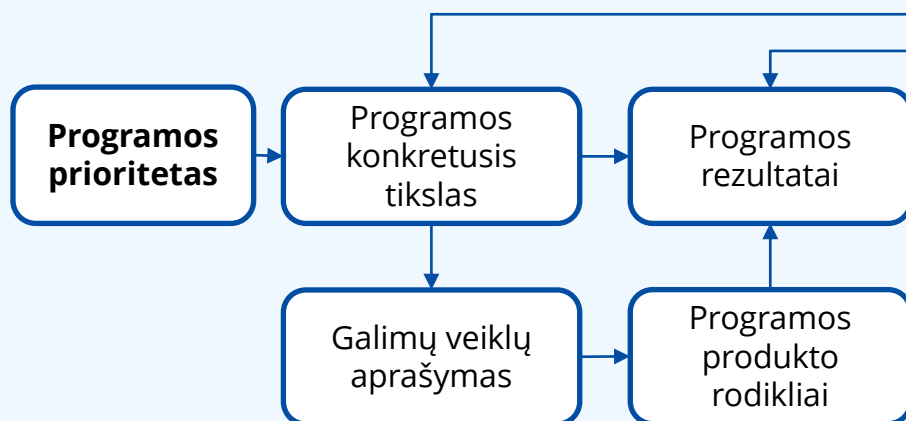 Programos
prioritetas
Programos
konkretusis
tikslas
Programos
rezultatai
Galimų veiklų
aprašymas
Programos
produkto
rodikliai